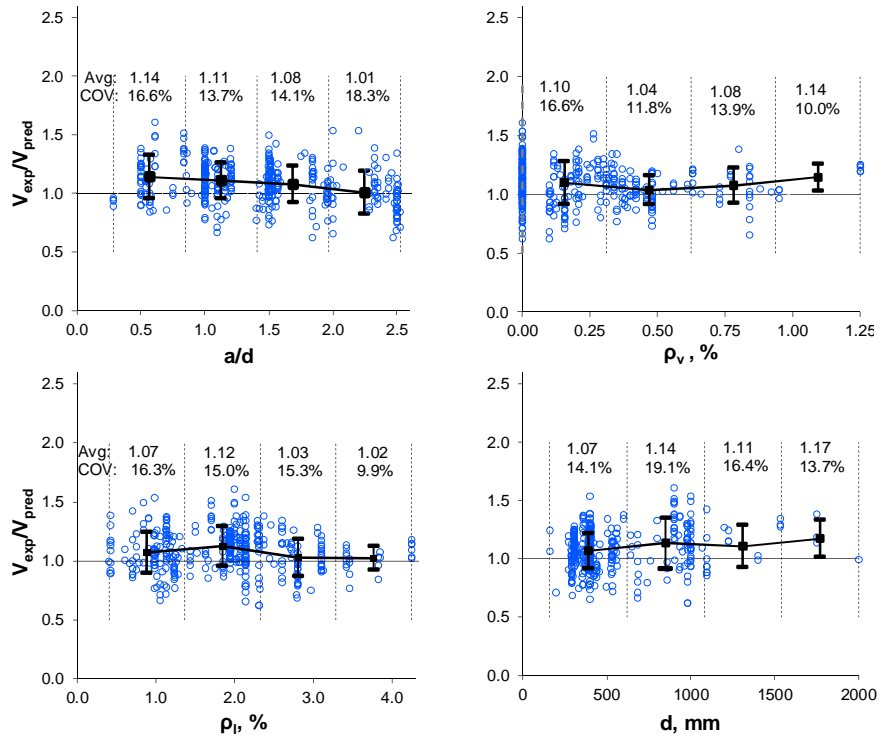 2.5
2.0
1.5
1.0
0.5
0.0
V_exp/V_pred
Avg: 1.14 1.11 1.08 1.01
COV: 16.6% 13.7% 14.1% 18.3%
0.0 0.5 1.0 1.5 2.0 2.5
a/d
2.5
2.0
1.5
1.0
0.5
0.0
1.10 1.04 1.08 1.14
16.6% 11.8% 13.9% 10.0%
0.00 0.25 0.50 0.75 1.00 1.25
ρ_v , %
2.5
2.0
1.5
1.0
0.5
0.0
V_exp/V_pred
Avg: 1.07 1.12 1.03 1.02
COV: 16.3% 15.0% 15.3% 9.9%
1.0 2.0 3.0 4.0
ρ_l, %
2.5
2.0
1.5
1.0
0.5
0.0
1.07 1.14 1.11 1.17
14.1% 19.1% 16.4% 13.7%
0 500 1000 1500 2000
d, mm